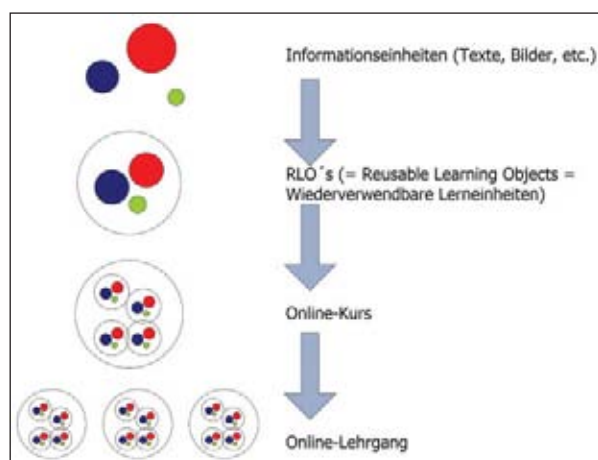 Informationseinheiten (Texte, Bilder, etc.)
RLO´s (= Reusable Learning Objects =
Wiederverwendbare Lerneinheiten)
Online-Kurs
Online-Lehrgang